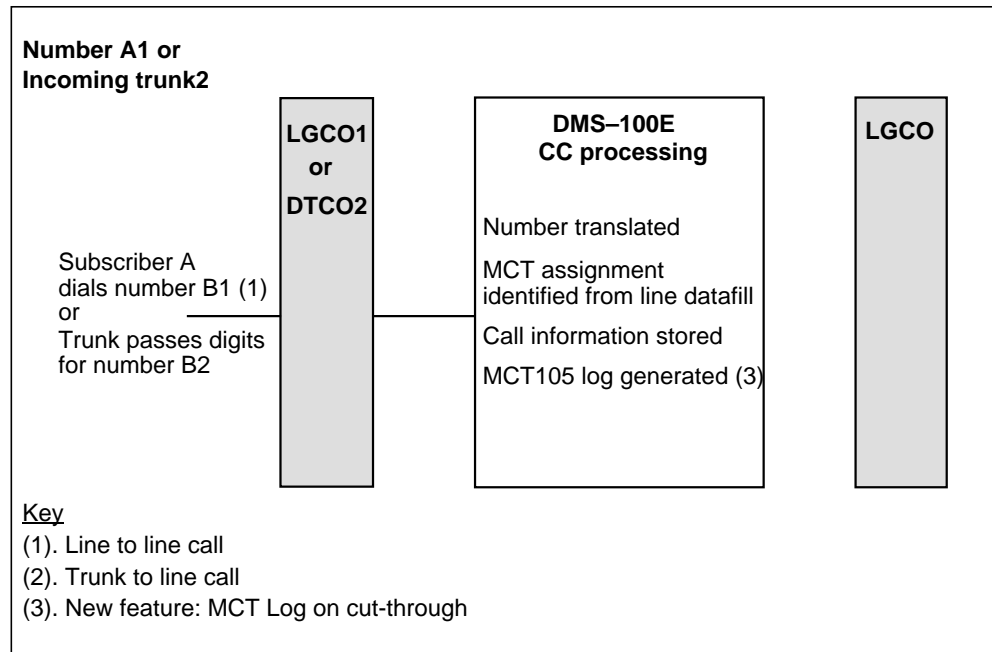 Number A1 or
Incoming trunk2
LGCO1
or
DTCO2
DMS–100E
CC processing
LGCO
Number translated
MCT assignment
identified from line datafill
Call information stored
MCT105 log generated (3)
Subscriber A
dials number B1 (1)
or
Trunk passes digits
for number B2
Key
(1). Line to line call
(2). Trunk to line call
(3). New feature: MCT Log on cut-through